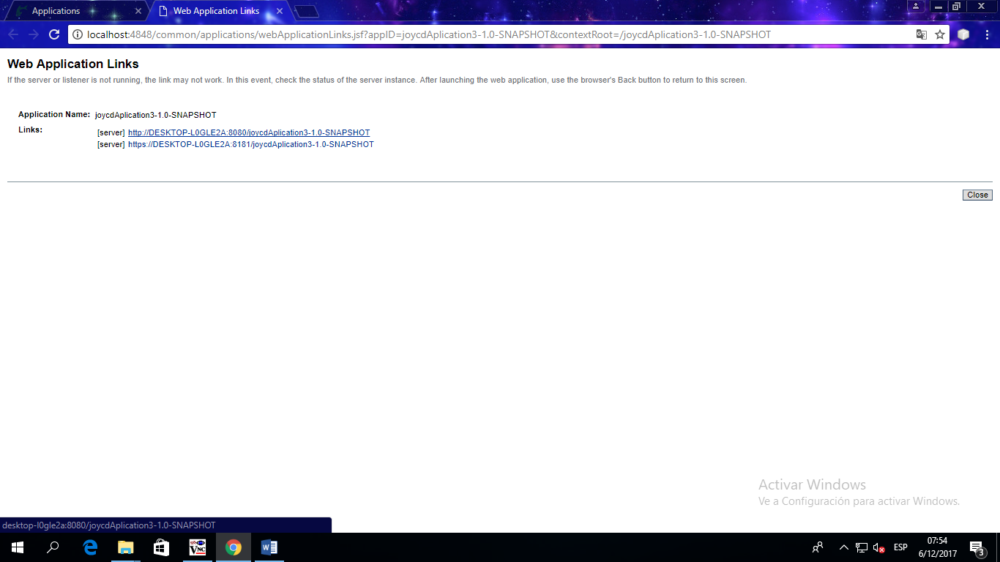 Applications
Web Application Links
localhost:4848/common/applications/webApplicationLinks.jsf?appID=joycdAplication3-1.0-SNAPSHOT&contextRoot=/joycdAplication3-1.0-SNAPSHOT
Web Application Links
If the server or listener is not running, the link may not work. In this event, check the status of the server instance. After launching the web application, use the browser's Back button to return to this screen.
Application Name: joycdAplication3-1.0-SNAPSHOT
Links: [server] http://DESKTOP-L0GLE2A:8080/joycdAplication3-1.0-SNAPSHOT
[server] https://DESKTOP-L0GLE2A:8181/joycdAplication3-1.0-SNAPSHOT
Close
Activar Windows
Ve a Configuración para activar Windows.
desktop-l0gle2a:8080/joycdAplication3-1.0-SNAPSHOT
VNC
ESP
07:54
6/12/2017
3